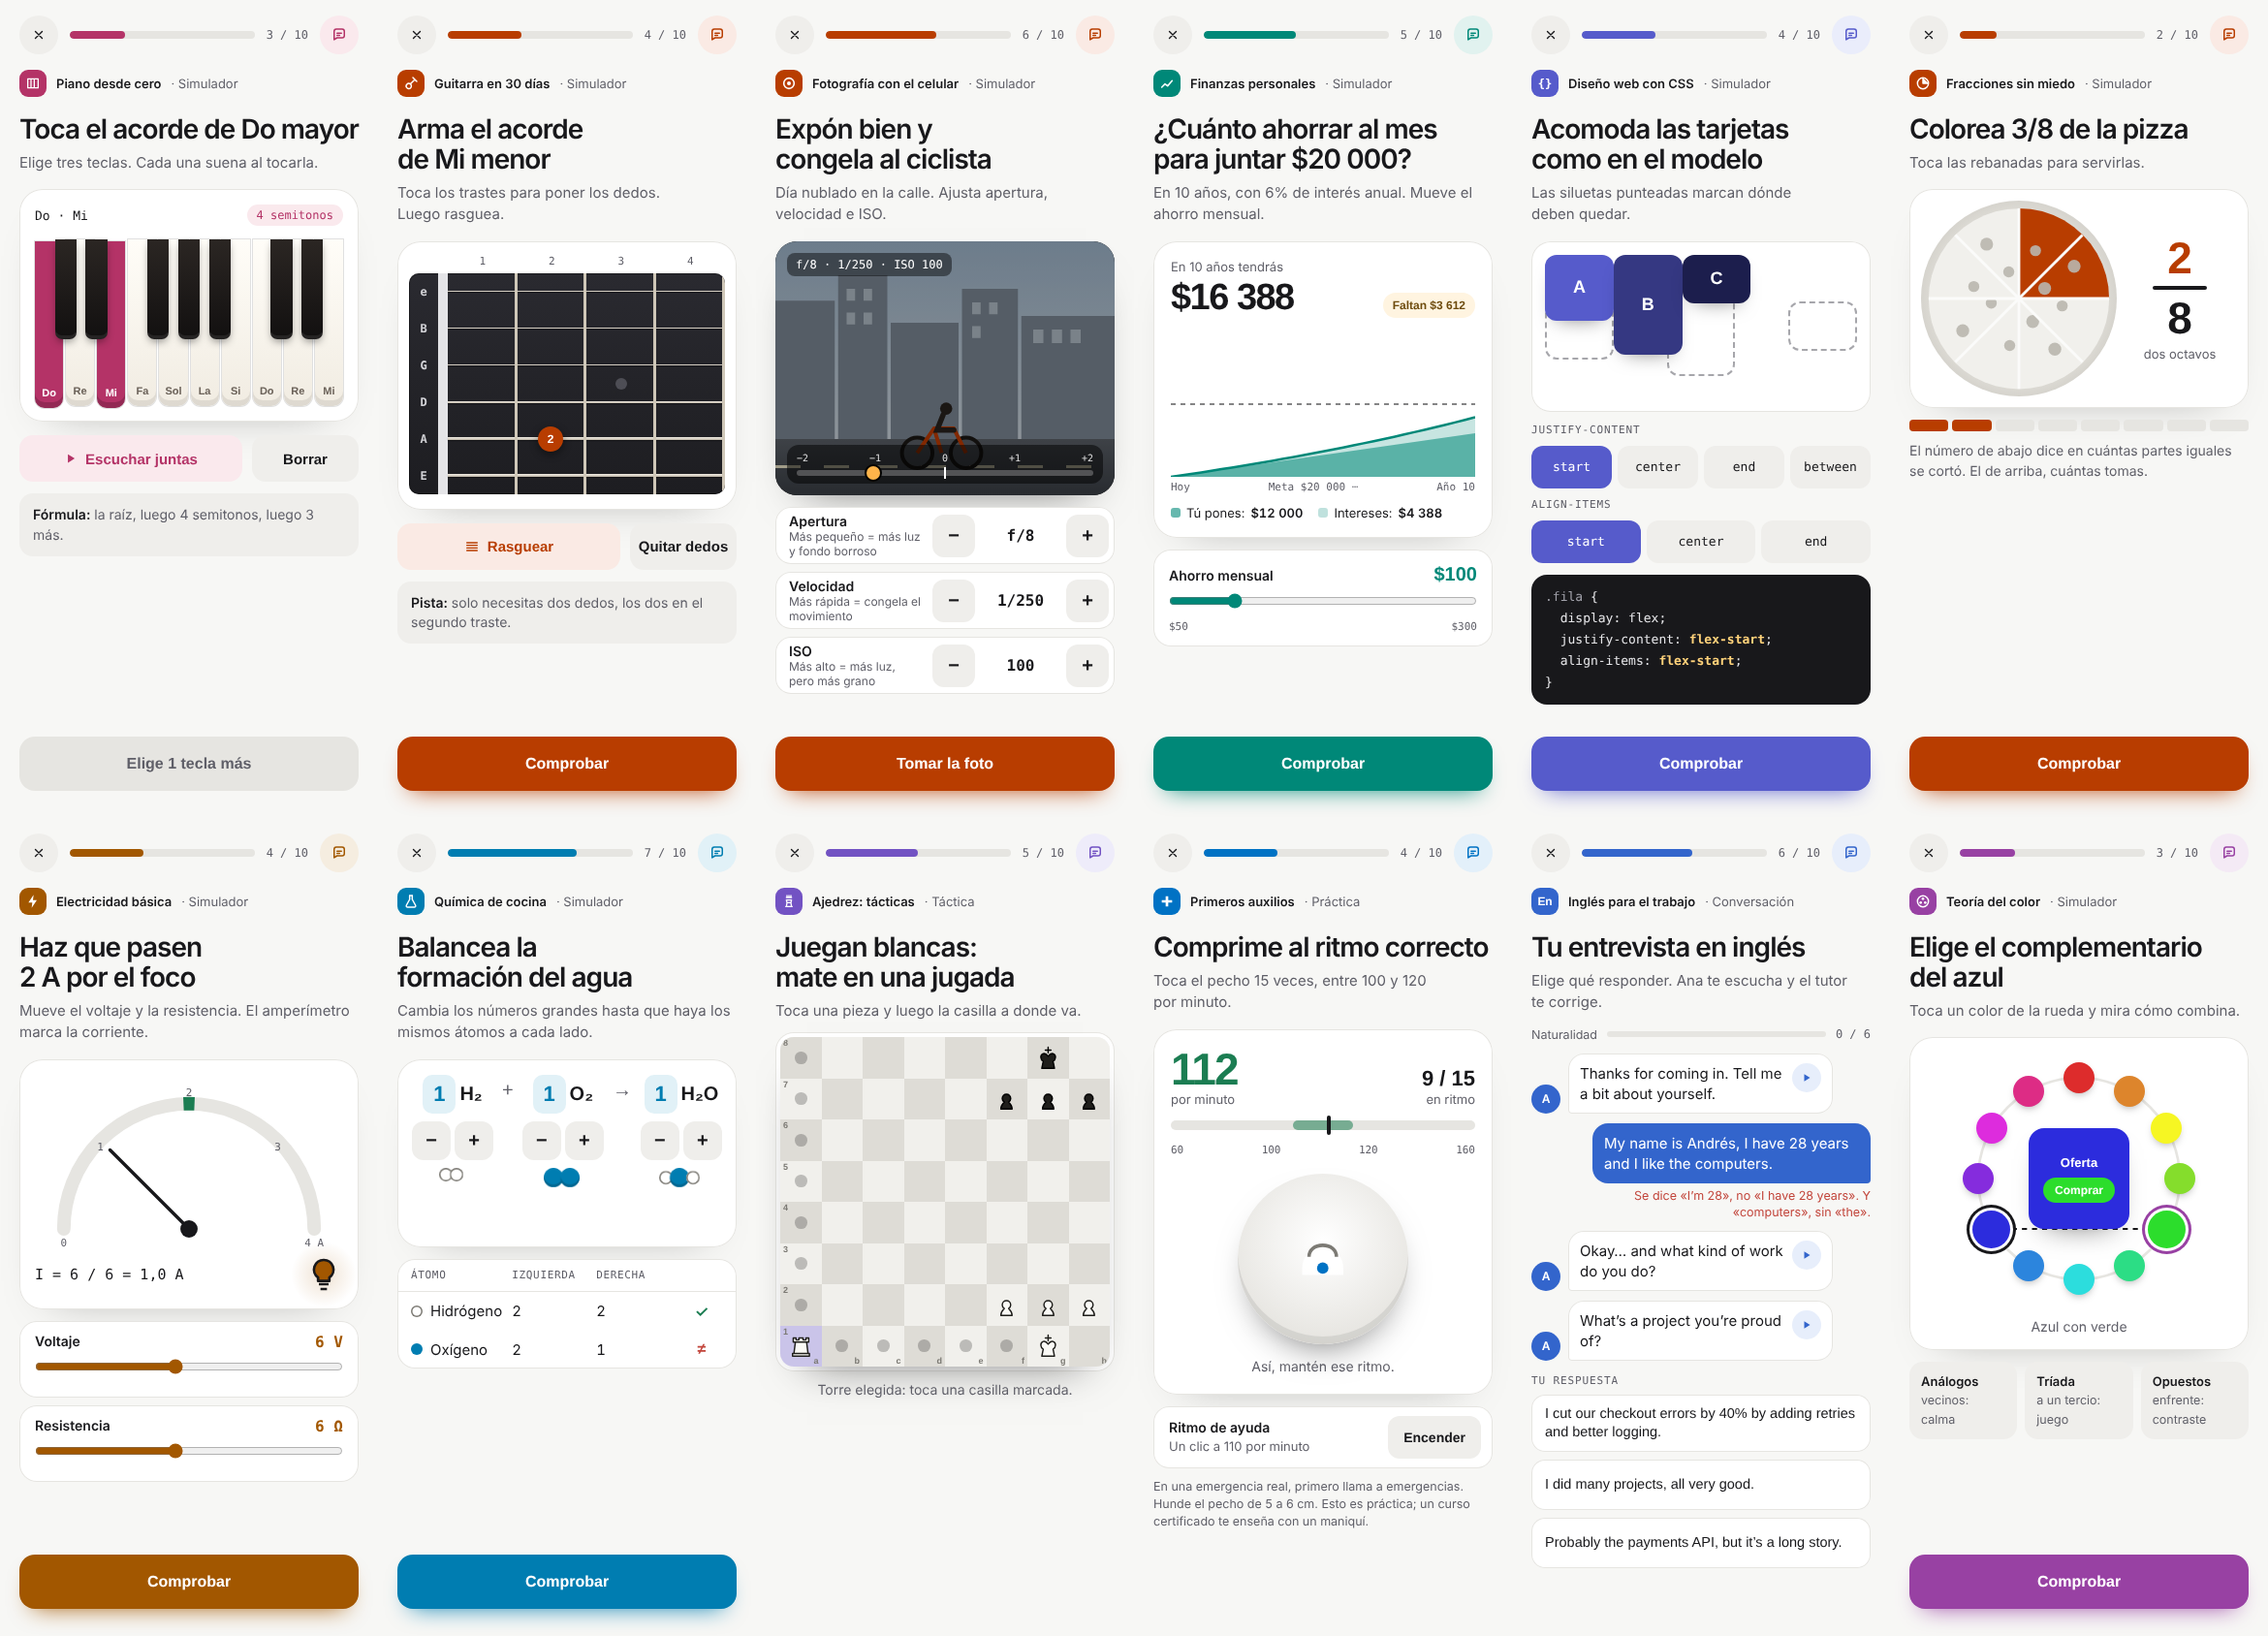 3 / 10
Piano desde cero · Simulador
Toca el acorde de Do mayor
Elige tres teclas. Cada una suena al tocarla.
Do · Mi
4 semitonos
Do Re Mi Fa Sol La Si Do Re Mi
Escuchar juntas
Borrar
Fórmula: la raíz, luego 4 semitonos, luego 3
más.
Elige 1 tecla más
4 / 10
Guitarra en 30 días · Simulador
Arma el acorde
de Mi menor
Toca los trastes para poner los dedos.
Luego rasguea.
1 2 3 4
e
B
G
D
A
2
E
Rasguear
Quitar dedos
Pista: solo necesitas dos dedos, los dos en el
segundo traste.
Comprobar
6 / 10
Fotografía con el celular · Simulador
Expón bien y
congela al ciclista
Día nublado en la calle. Ajusta apertura,
velocidad e ISO.
f/8 · 1/250 · ISO 100
−2 −1 0 +1 +2
Apertura
Más pequeño = más luz
y fondo borroso
− f/8 +
Velocidad
Más rápida = congela el
movimiento
− 1/250 +
ISO
Más alto = más luz,
pero más grano
− 100 +
Tomar la foto
5 / 10
Finanzas personales · Simulador
¿Cuánto ahorrar al mes
para juntar $20 000?
En 10 años, con 6% de interés anual. Mueve el
ahorro mensual.
En 10 años tendrás
$16 388
Faltan $3 612
Hoy Meta $20 000 Año 10
Tú pones: $12 000 Intereses: $4 388
Ahorro mensual $100
$50 $300
Comprobar
4 / 10
{} Diseño web con CSS · Simulador
Acomoda las tarjetas
como en el modelo
Las siluetas punteadas marcan dónde
deben quedar.
A B C
JUSTIFY-CONTENT
start center end between
ALIGN-ITEMS
start center end
.fila {
display: flex;
justify-content: flex-start;
align-items: flex-start;
}
Comprobar
2 / 10
Fracciones sin miedo · Simulador
Colorea 3/8 de la pizza
Toca las rebanadas para servirlas.
2
8
dos octavos
El número de abajo dice en cuántas partes iguales
se cortó. El de arriba, cuántas tomas.
Comprobar
4 / 10
Electricidad básica · Simulador
Haz que pasen
2 A por el foco
Mueve el voltaje y la resistencia. El amperímetro
marca la corriente.
2
1 3
0 4 A
I = 6 / 6 = 1,0 A
Voltaje 6 V
Resistencia 6 Ω
Comprobar
7 / 10
Química de cocina · Simulador
Balancea la
formación del agua
Cambia los números grandes hasta que haya los
mismos átomos a cada lado.
1 H₂ + 1 O₂ → 1 H₂O
− + − + − +
ÁTOMO IZQUIERDA DERECHA
Hidrógeno 2 2 ✓
Oxígeno 2 1 ≠
Comprobar
5 / 10
Ajedrez: tácticas · Táctica
Juegan blancas:
mate en una jugada
Toca una pieza y luego la casilla a donde va.
8
7
6
5
4
3
2
1
a b c d e f g h
Torre elegida: toca una casilla marcada.
4 / 10
Primeros auxilios · Práctica
Comprime al ritmo correcto
Toca el pecho 15 veces, entre 100 y 120
por minuto.
112
por minuto
9 / 15
en ritmo
60 100 120 160
Así, mantén ese ritmo.
Ritmo de ayuda
Un clic a 110 por minuto
Encender
En una emergencia real, primero llama a emergencias.
Hunde el pecho de 5 a 6 cm. Esto es práctica; un curso
certificado te enseña con un maniquí.
6 / 10
En Inglés para el trabajo · Conversación
Tu entrevista en inglés
Elige qué responder. Ana te escucha y el tutor
te corrige.
Naturalidad 0 / 6
Thanks for coming in. Tell me
a bit about yourself.
A
My name is Andrés, I have 28 years
and I like the computers.
Se dice «I’m 28», no «I have 28 years». Y
«computers», sin «the».
Okay… and what kind of work
do you do?
A
What’s a project you’re proud
of?
A
TU RESPUESTA
I cut our checkout errors by 40% by adding retries
and better logging.
I did many projects, all very good.
Probably the payments API, but it’s a long story.
3 / 10
Teoría del color · Simulador
Elige el complementario
del azul
Toca un color de la rueda y mira cómo combina.
Oferta
Comprar
Azul con verde
Análogos
vecinos:
calma
Tríada
a un tercio:
juego
Opuestos
enfrente:
contraste
Comprobar